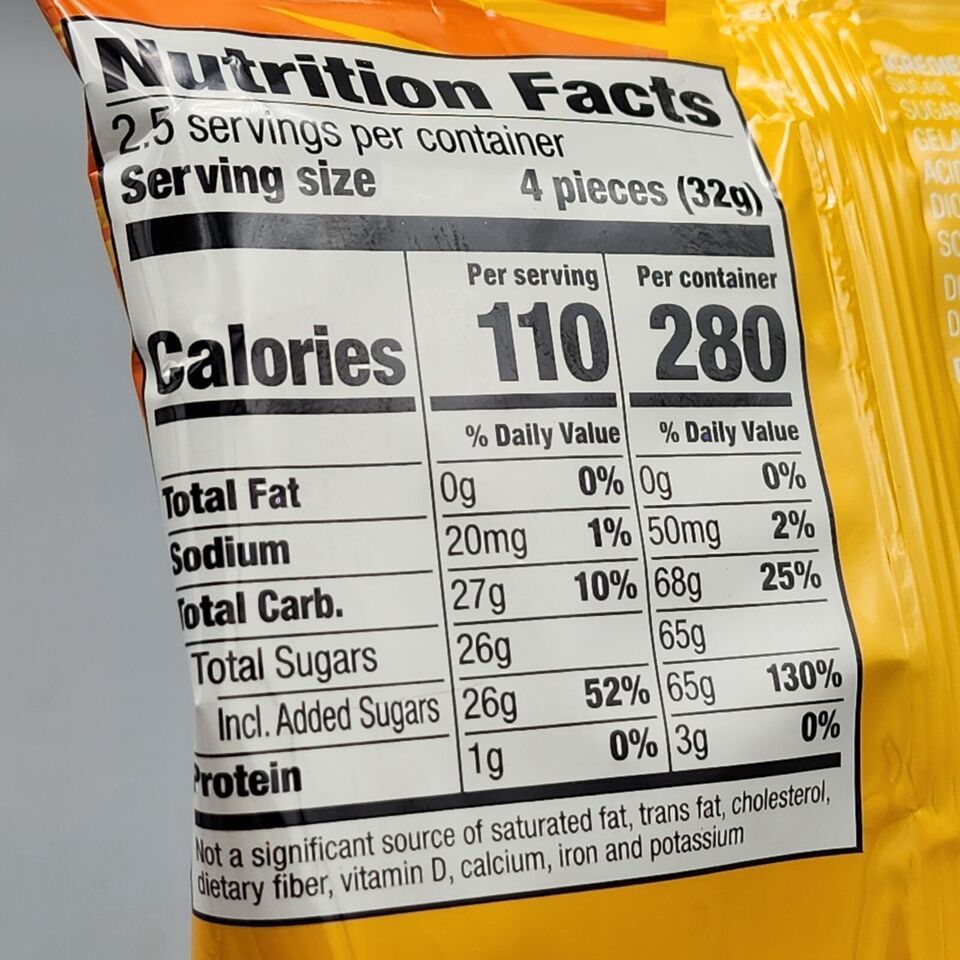 Nutrition Facts
2.5 servings per container
Serving size 4 pieces (32g)
Per serving Per container
Calories 110 280
% Daily Value % Daily Value
Total Fat 0g 0% 0g 0%
Sodium 20mg 1% 50mg 2%
Total Carb. 27g 10% 68g 25%
Total Sugars 26g 65g
Incl. Added Sugars 26g 52% 65g 130%
Protein 1g 0% 3g 0%
Not a significant source of saturated fat, trans fat, cholesterol,
dietary fiber, vitamin D, calcium, iron and potassium
SUGAR